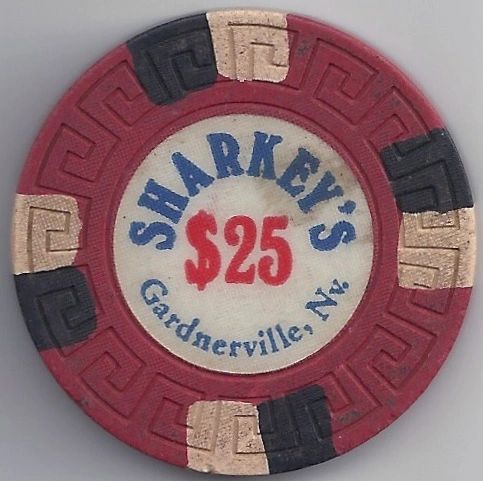 SHARKEY'S
$25
Gardnerville, Nv.